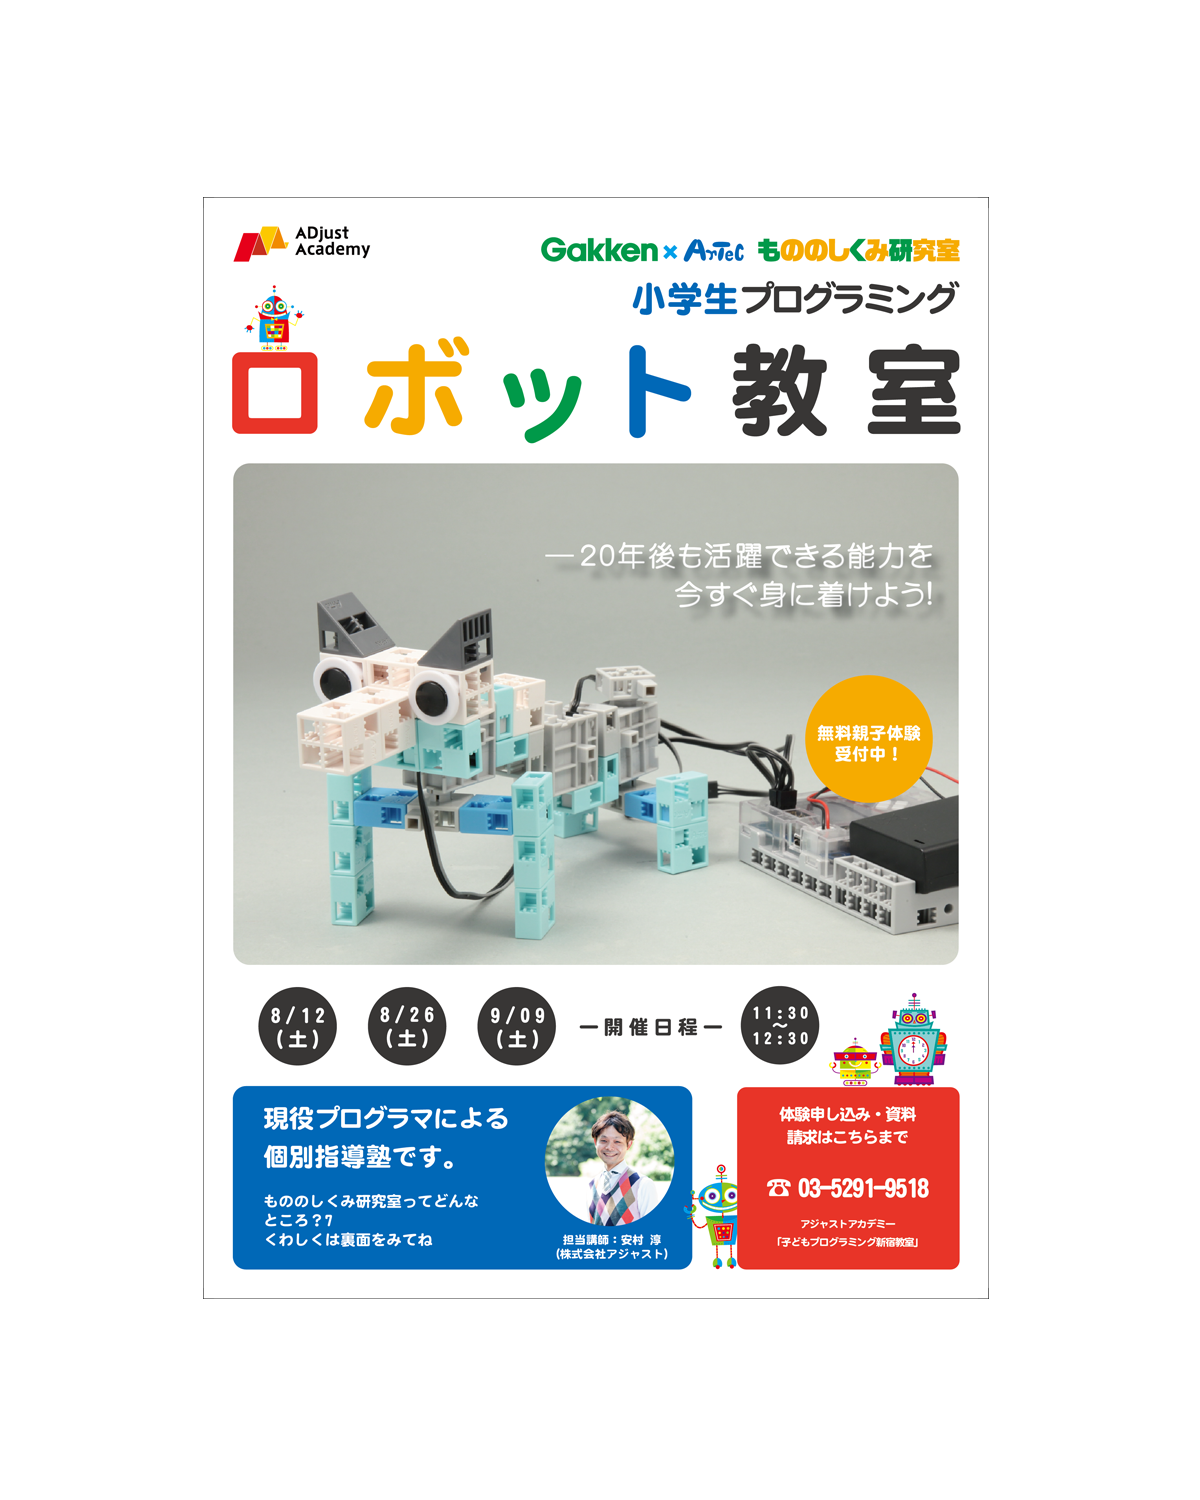 ADjust
Academy
Gakken × ArTeC もののしくみ研究室
小学生プログラミング
ロボット教室
―20年後も活躍できる能力を
今すぐ身に着けよう!
無料親子体験
受付中！
8/12
(土)
8/26
(土)
9/09
(土)
ー開催日程ー
11:30
〜
12:30
現役プログラマによる
個別指導塾です。
もののしくみ研究室ってどんな
ところ？7
くわしくは裏面をみてね
担当講師：安村 淳
(株式会社アジャスト)
体験申し込み・資料
請求はこちらまで
☎ 03-5291-9518
アジャストアカデミー
「子どもプログラミング新宿教室」